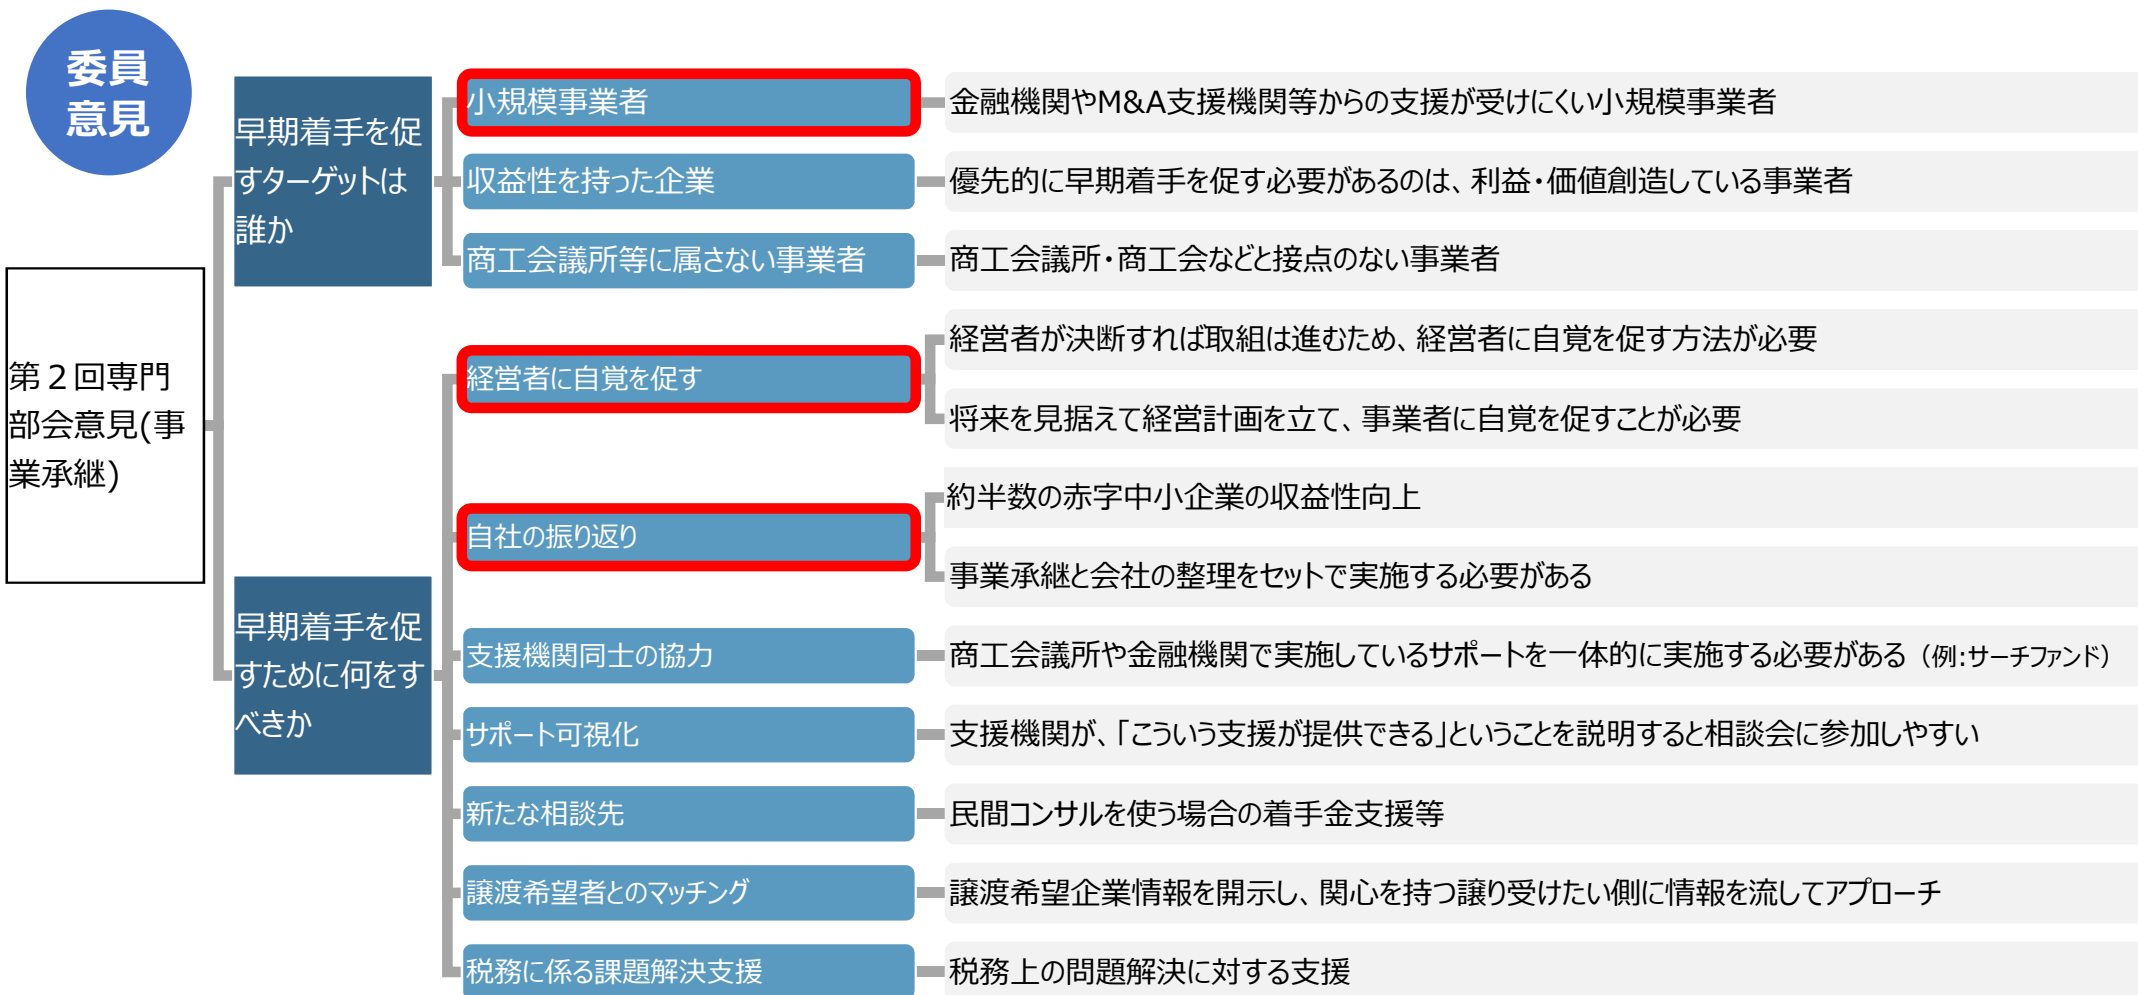 委員
意見
第２回専門
部会意見(事
業承継)
早期着手を促
すターゲットは
誰か
小規模事業者
金融機関やM&A支援機関等からの支援が受けにくい小規模事業者
収益性を持った企業
優先的に早期着手を促す必要があるのは、利益・価値創造している事業者
商工会議所等に属さない事業者
商工会議所・商工会などと接点のない事業者
早期着手を促
すために何をす
べきか
経営者に自覚を促す
経営者が決断すれば取組は進むため、経営者に自覚を促す方法が必要
将来を見据えて経営計画を立て、事業者に自覚を促すことが必要
自社の振り返り
約半数の赤字中小企業の収益性向上
事業承継と会社の整理をセットで実施する必要がある
支援機関同士の協力
商工会議所や金融機関で実施しているサポートを一体的に実施する必要がある（例:サーチファンド）
サポート可視化
支援機関が、「こういう支援が提供できる」ということを説明すると相談会に参加しやすい
新たな相談先
民間コンサルを使う場合の着手金支援等
譲渡希望者とのマッチング
譲渡希望企業情報を開示し、関心を持つ譲り受けたい側に情報を流してアプローチ
税務に係る課題解決支援
税務上の問題解決に対する支援